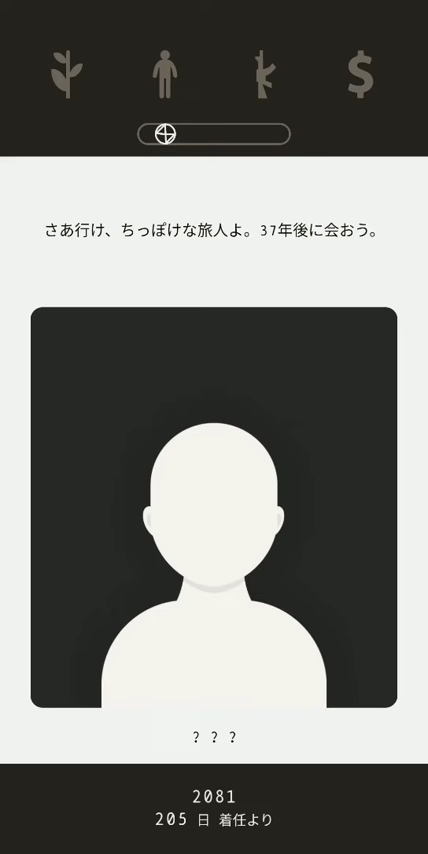 さあ行け、ちっぽけな旅人よ。37年後に会おう。
? ? ?
2081
205 日 着任より